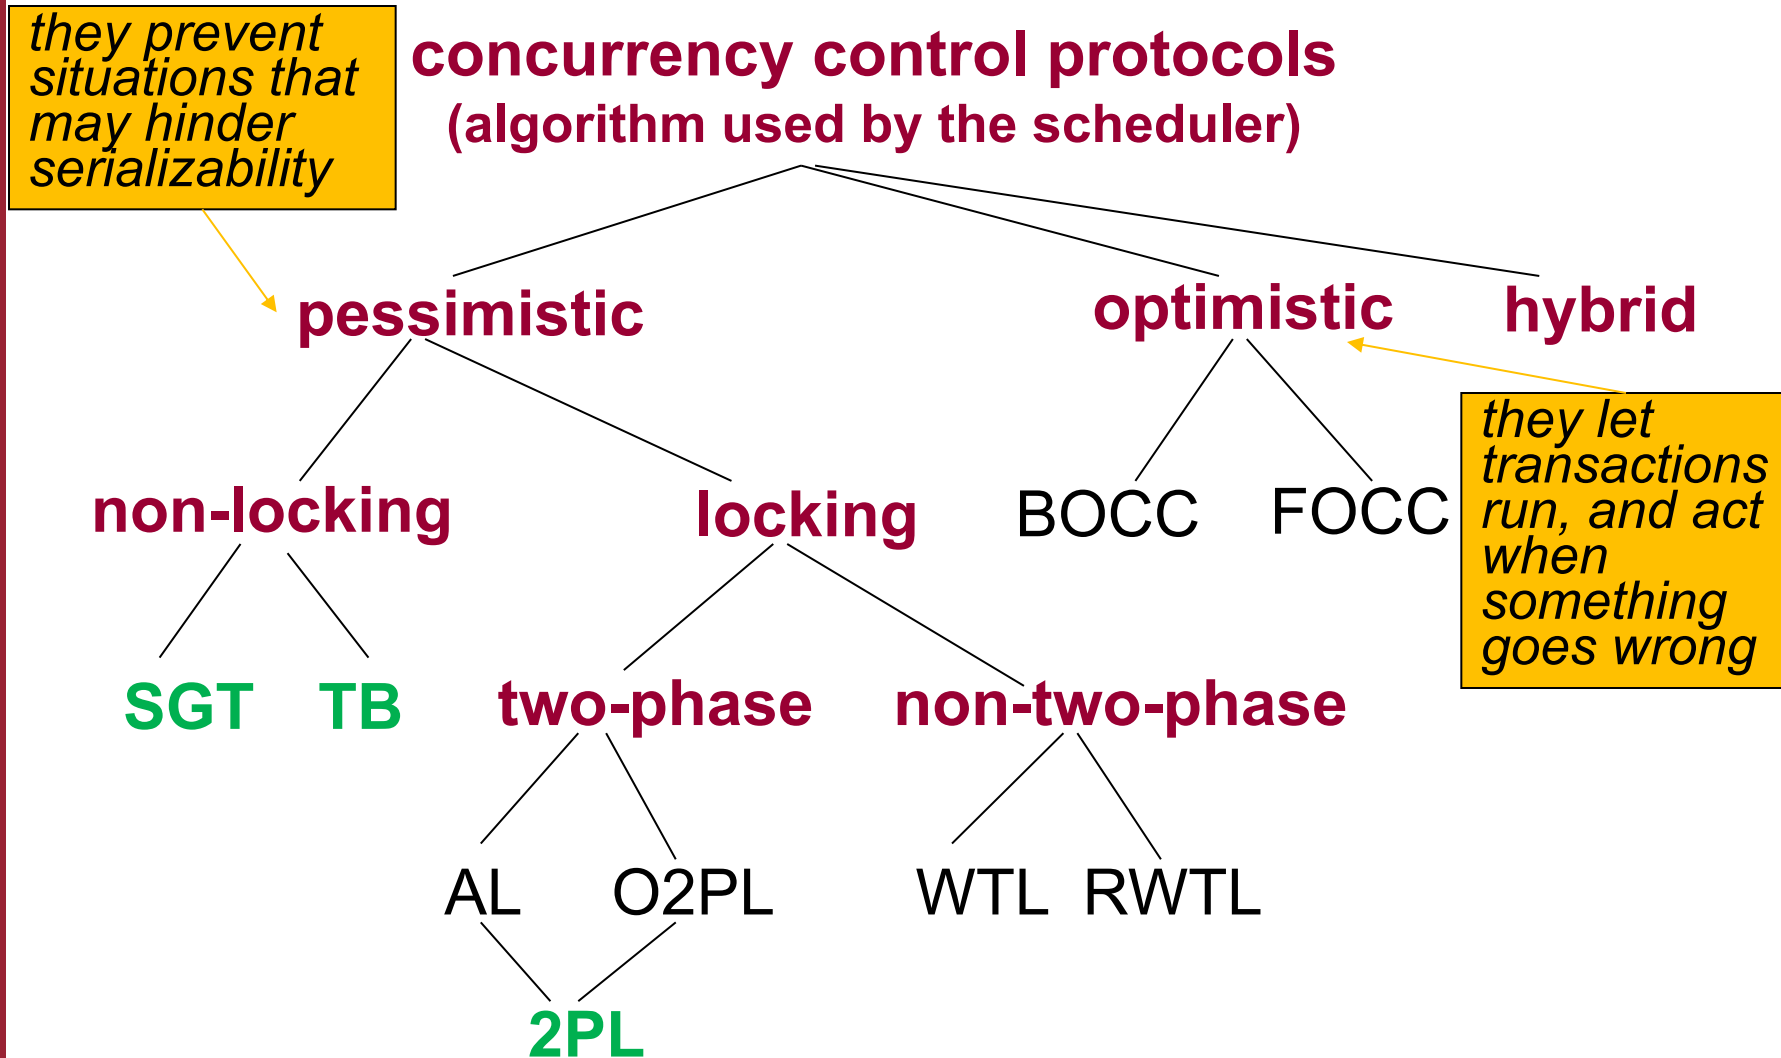 they prevent
situations that
may hinder
serializability
concurrency control protocols
(algorithm used by the scheduler)
pessimistic
optimistic
hybrid
they let
transactions
run, and act
when
something
goes wrong
non-locking
locking
BOCC
FOCC
SGT
TB
two-phase
non-two-phase
AL
O2PL
WTL
RWTL
2PL